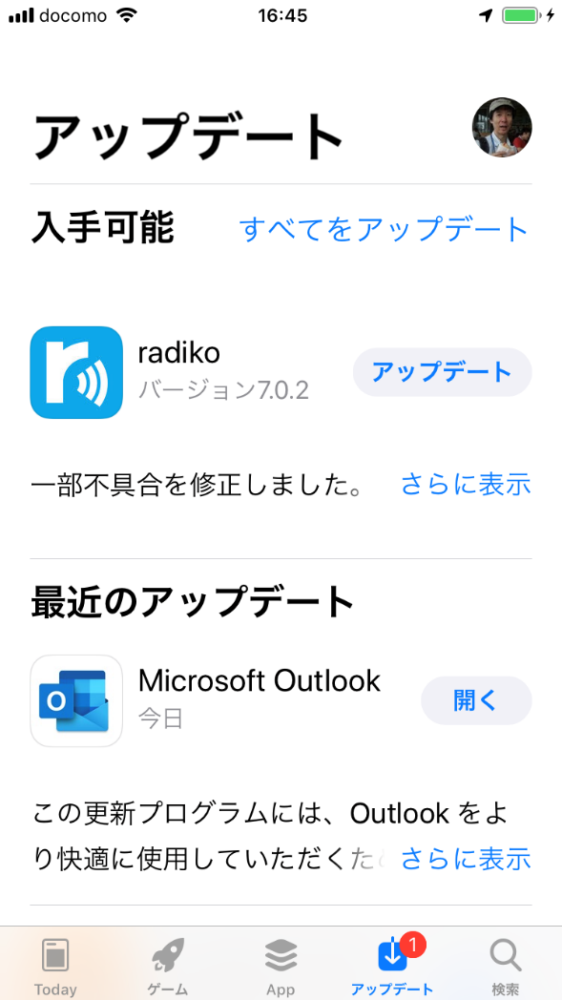 docomo 16:45
アップデート
入手可能 すべてをアップデート
radiko
バージョン7.0.2
アップデート
一部不具合を修正しました。 さらに表示
最近のアップデート
Microsoft Outlook
今日
開く
この更新プログラムには、Outlook をよ
り快適に使用していただくた さらに表示
1
Today ゲーム App アップデート 検索